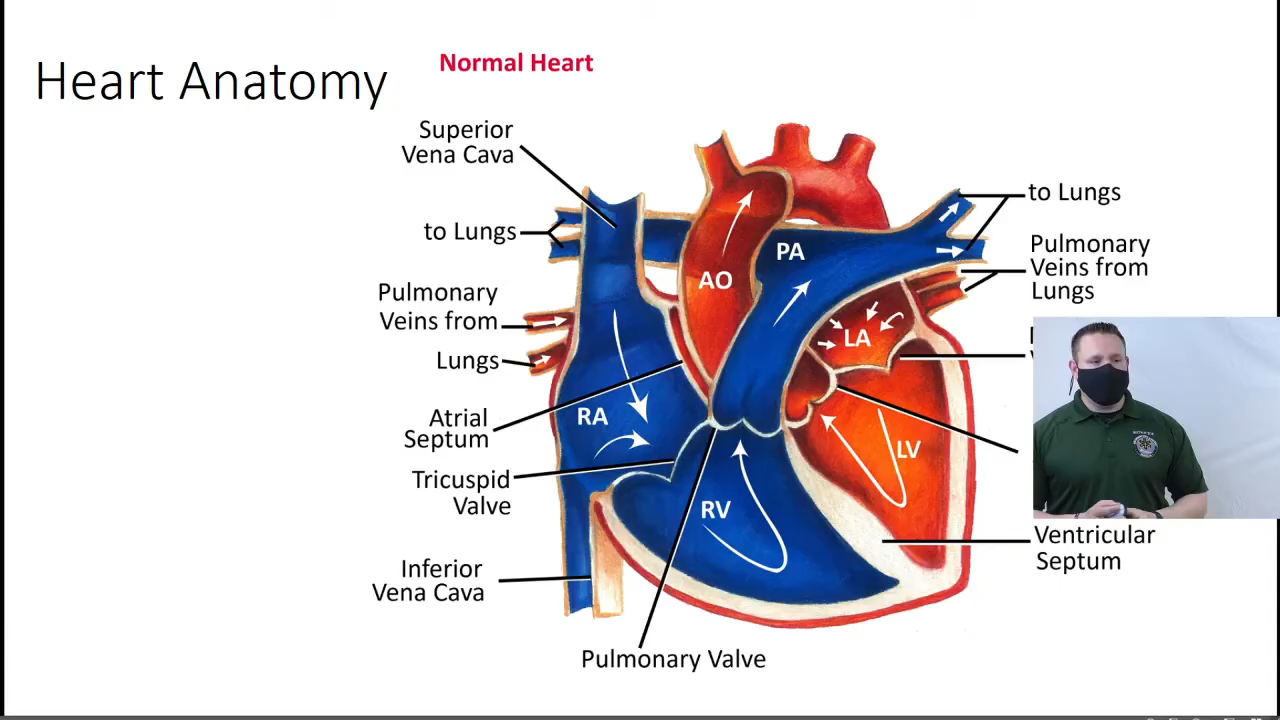 Heart Anatomy
Normal Heart
Superior
Vena Cava
to Lungs
Pulmonary
Veins from
Lungs
Atrial
Septum
Tricuspid
Valve
Inferior
Vena Cava
Pulmonary Valve
AO
PA
LA
RA
LV
RV
to Lungs
Pulmonary
Veins from
Lungs
Ventricular
Septum